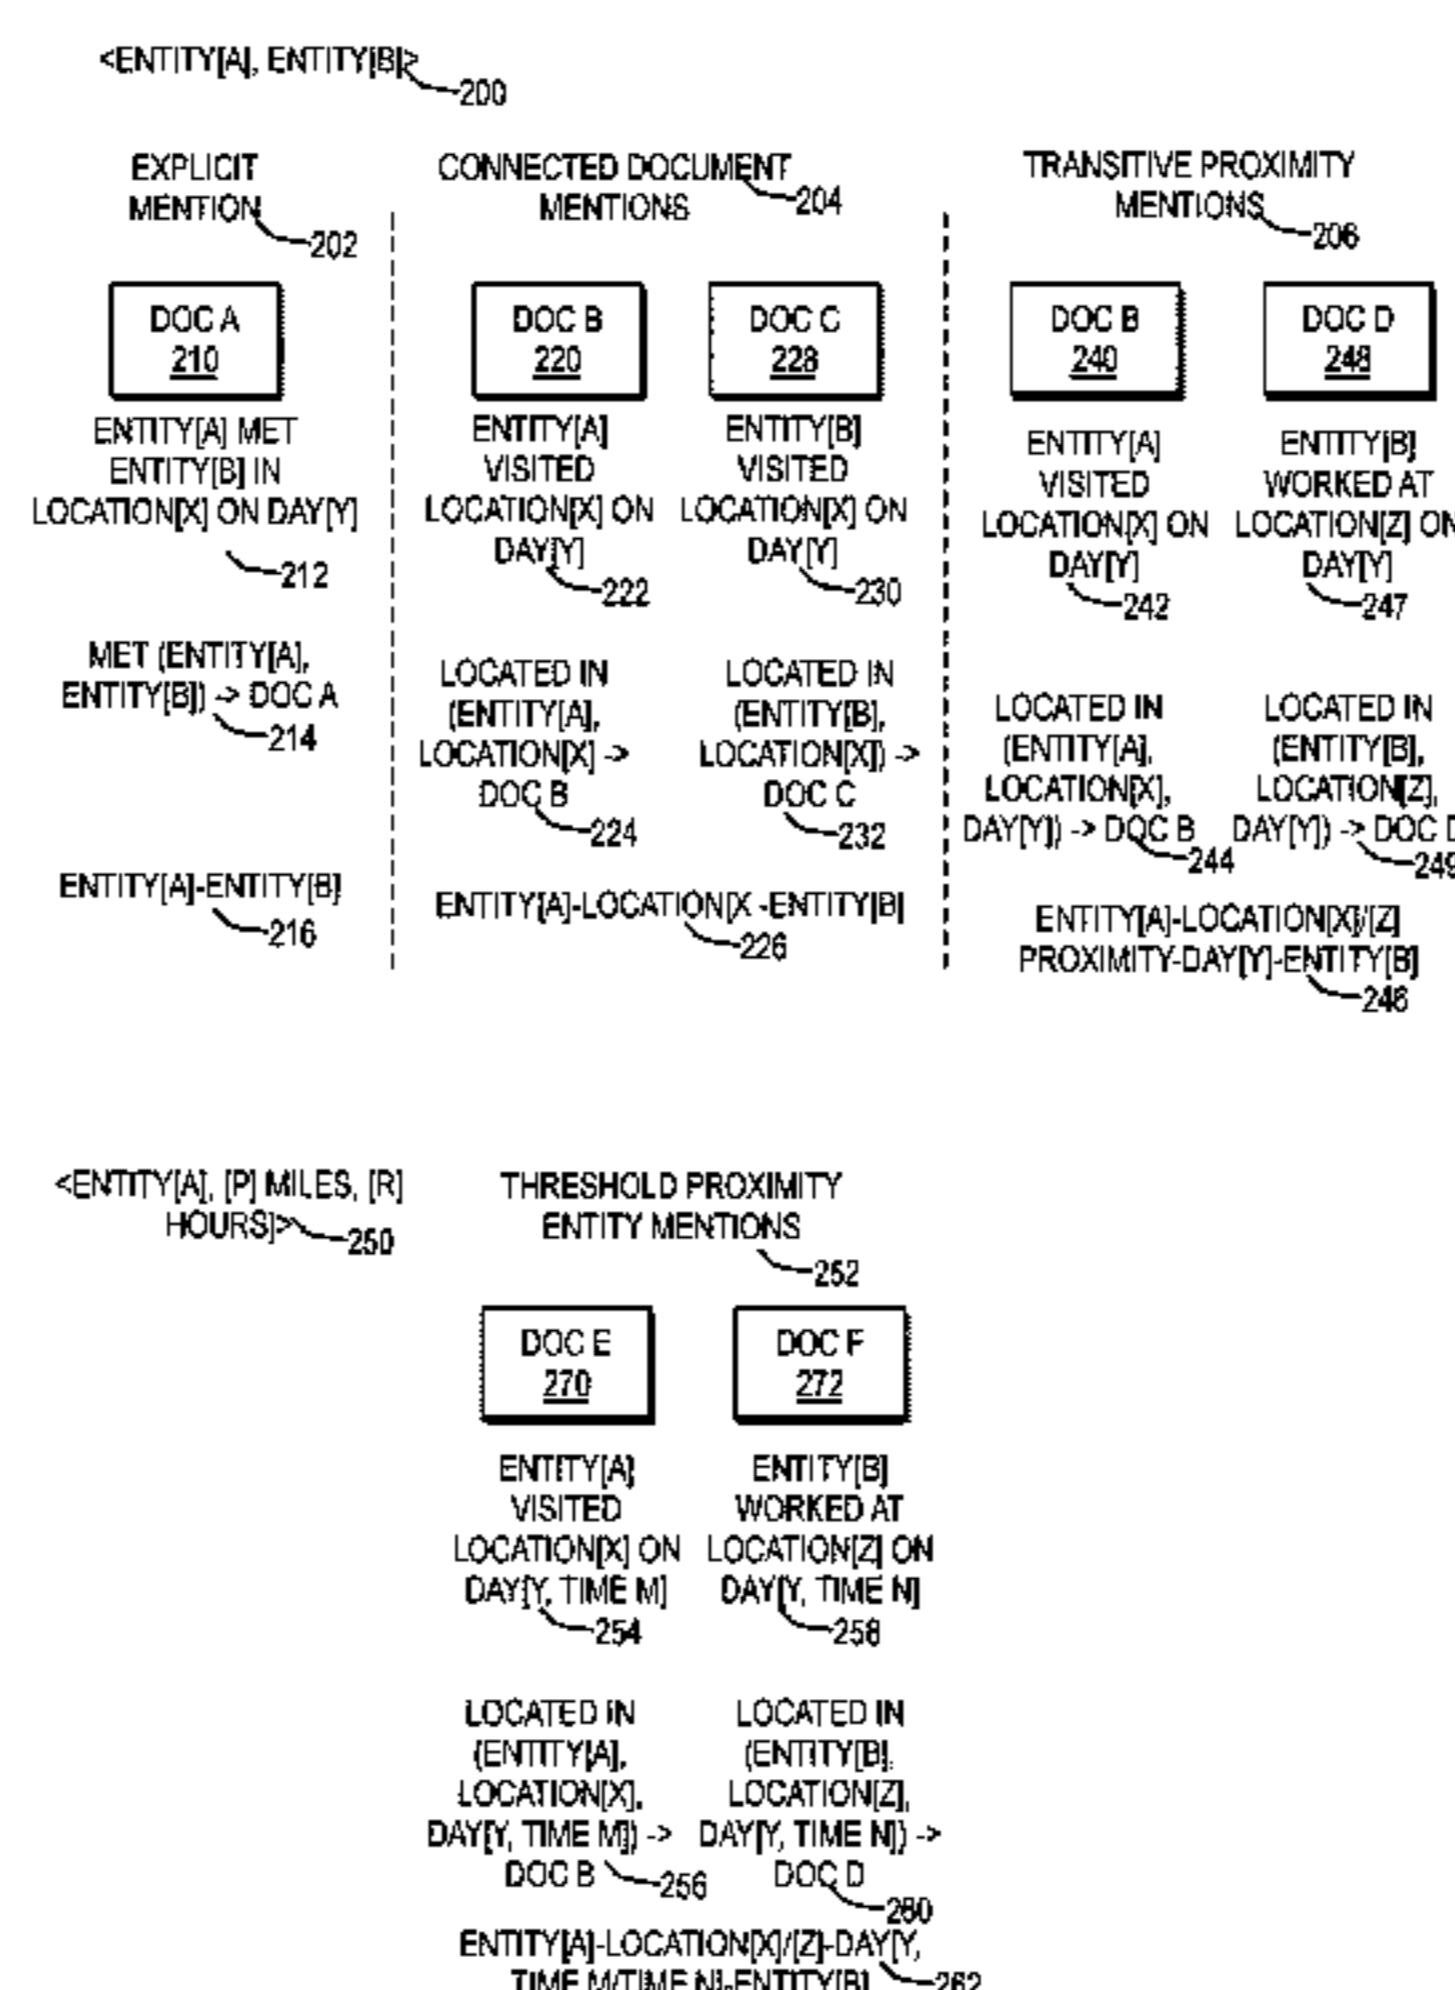 <ENTITY[A], ENTITY[B]>
200
EXPLICIT
MENTION
202
DOC A
210
ENTITY[A] MET
ENTITY[B] IN
LOCATION[X] ON DAY[Y]
212
MET (ENTITY[A],
ENTITY[B]) -> DOC A
214
ENTITY[A]-ENTITY[B]
216
CONNECTED DOCUMENT
MENTIONS
204
DOC B
220
ENTITY[A]
VISITED
LOCATION[X] ON
DAY[Y]
222
LOCATED IN
(ENTITY[A],
LOCATION[X] ->
DOC B
224
DOC C
228
ENTITY[B]
VISITED
LOCATION[X] ON
DAY[Y]
230
LOCATED IN
(ENTITY[B],
LOCATION[X]) ->
DOC C
232
ENTITY[A]-LOCATION[X -ENTITY[B]
226
TRANSITIVE PROXIMITY
MENTIONS
206
DOC B
240
ENTITY[A]
VISITED
LOCATION[X] ON
DAY[Y]
242
LOCATED IN
(ENTITY[A],
LOCATION[X],
DAY[Y]) -> DOC B
244
DOC D
248
ENTITY[B]
WORKED AT
LOCATION[Z] ON
DAY[Y]
247
LOCATED IN
(ENTITY[B],
LOCATION[Z],
DAY[Y]) -> DOC D
249
ENTITY[A]-LOCATION[X]/[Z]
PROXIMITY-DAY[Y]-ENTITY[B]
246
<ENTITY[A], [P] MILES, [R]
HOURS]>
250
THRESHOLD PROXIMITY
ENTITY MENTIONS
252
DOC E
270
ENTITY[A]
VISITED
LOCATION[X] ON
DAY[Y, TIME M]
254
LOCATED IN
(ENTITY[A],
LOCATION[X],
DAY[Y, TIME M]) ->
DOC B
256
DOC F
272
ENTITY[B]
WORKED AT
LOCATION[Z] ON
DAY[Y, TIME N]
258
LOCATED IN
(ENTITY[B],
LOCATION[Z],
DAY[Y, TIME N]) ->
DOC D
260
ENTITY[A]-LOCATION[X]/[Z]-DAY[Y,
TIME M/TIME N]-ENTITY[B]
262